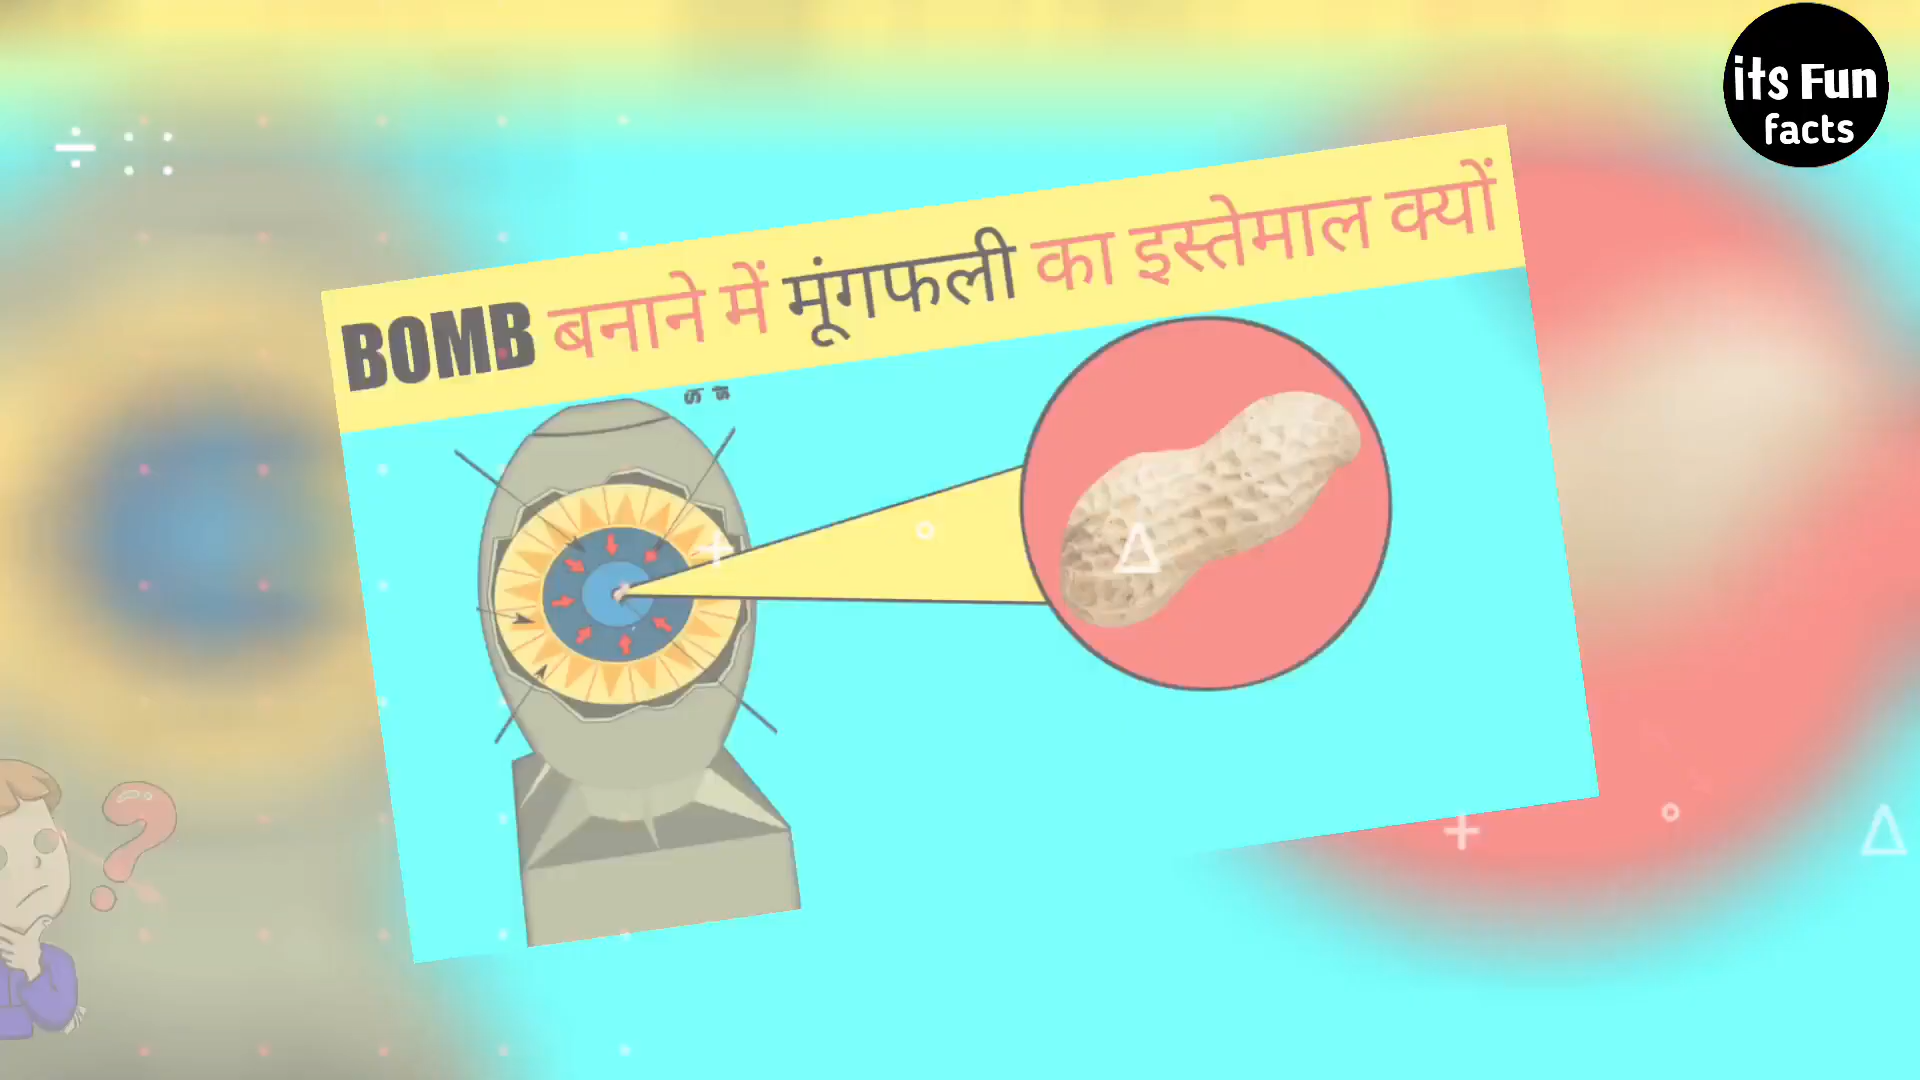 its Fun
facts
BOMB बनाने में मूंगफली का इस्तेमाल क्यों